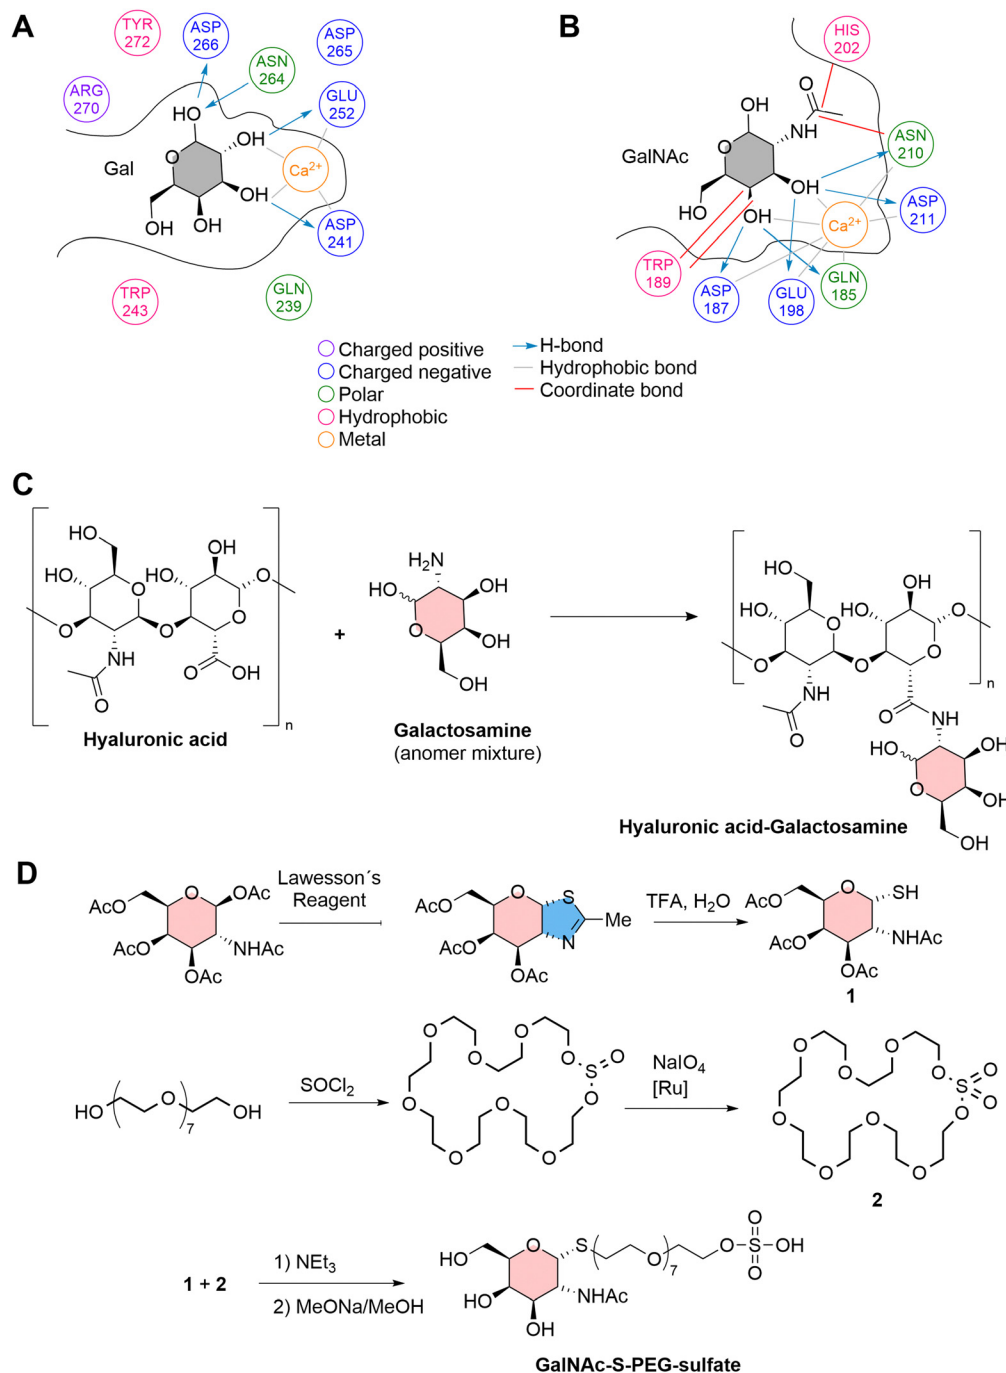 A
TYR
272
ASP
266
ASP
265
ASN
264
ARG
270
GLU
252
HO
OH
Gal
O
Ca2+
OH
HO
OH
ASP
241
TRP
243
GLN
239
B
HIS
202
O
OH
NH
ASN
210
GalNAc
O
OH
ASP
211
HO
OH
Ca2+
TRP
189
ASP
187
GLU
198
GLN
185
Charged positive
Charged negative
Polar
Hydrophobic
Metal
H-bond
Hydrophobic bond
Coordinate bond
C
HO
OH
HO
O
HO
O
O
O
O
NH
O
OH
O
n
Hyaluronic acid
+
H2N
HO
OH
O
OH
OH
Galactosamine
(anomer mixture)
HO
OH
HO
O
HO
O
O
O
O
NH
O
NH
O
n
HO
OH
O
OH
OH
Hyaluronic acid-Galactosamine
D
AcO
O
OAc
AcO
NHAc
OAc
Lawesson´s
Reagent
AcO
O
S
Me
N
AcO
OAc
TFA, H2O
AcO
O
SH
AcO
NHAc
OAc
1
HO
O
OH
7
SOCl2
O
O
O
O
O
O
O
O
S
O
O
NaIO4
[Ru]
O
O
O
O
O
O
O
O
S
O
O
O
2
1 + 2
1) NEt3
2) MeONa/MeOH
HO
O
S
O
7
O
O
S
OH
O
HO
NHAc
OH
GalNAc-S-PEG-sulfate